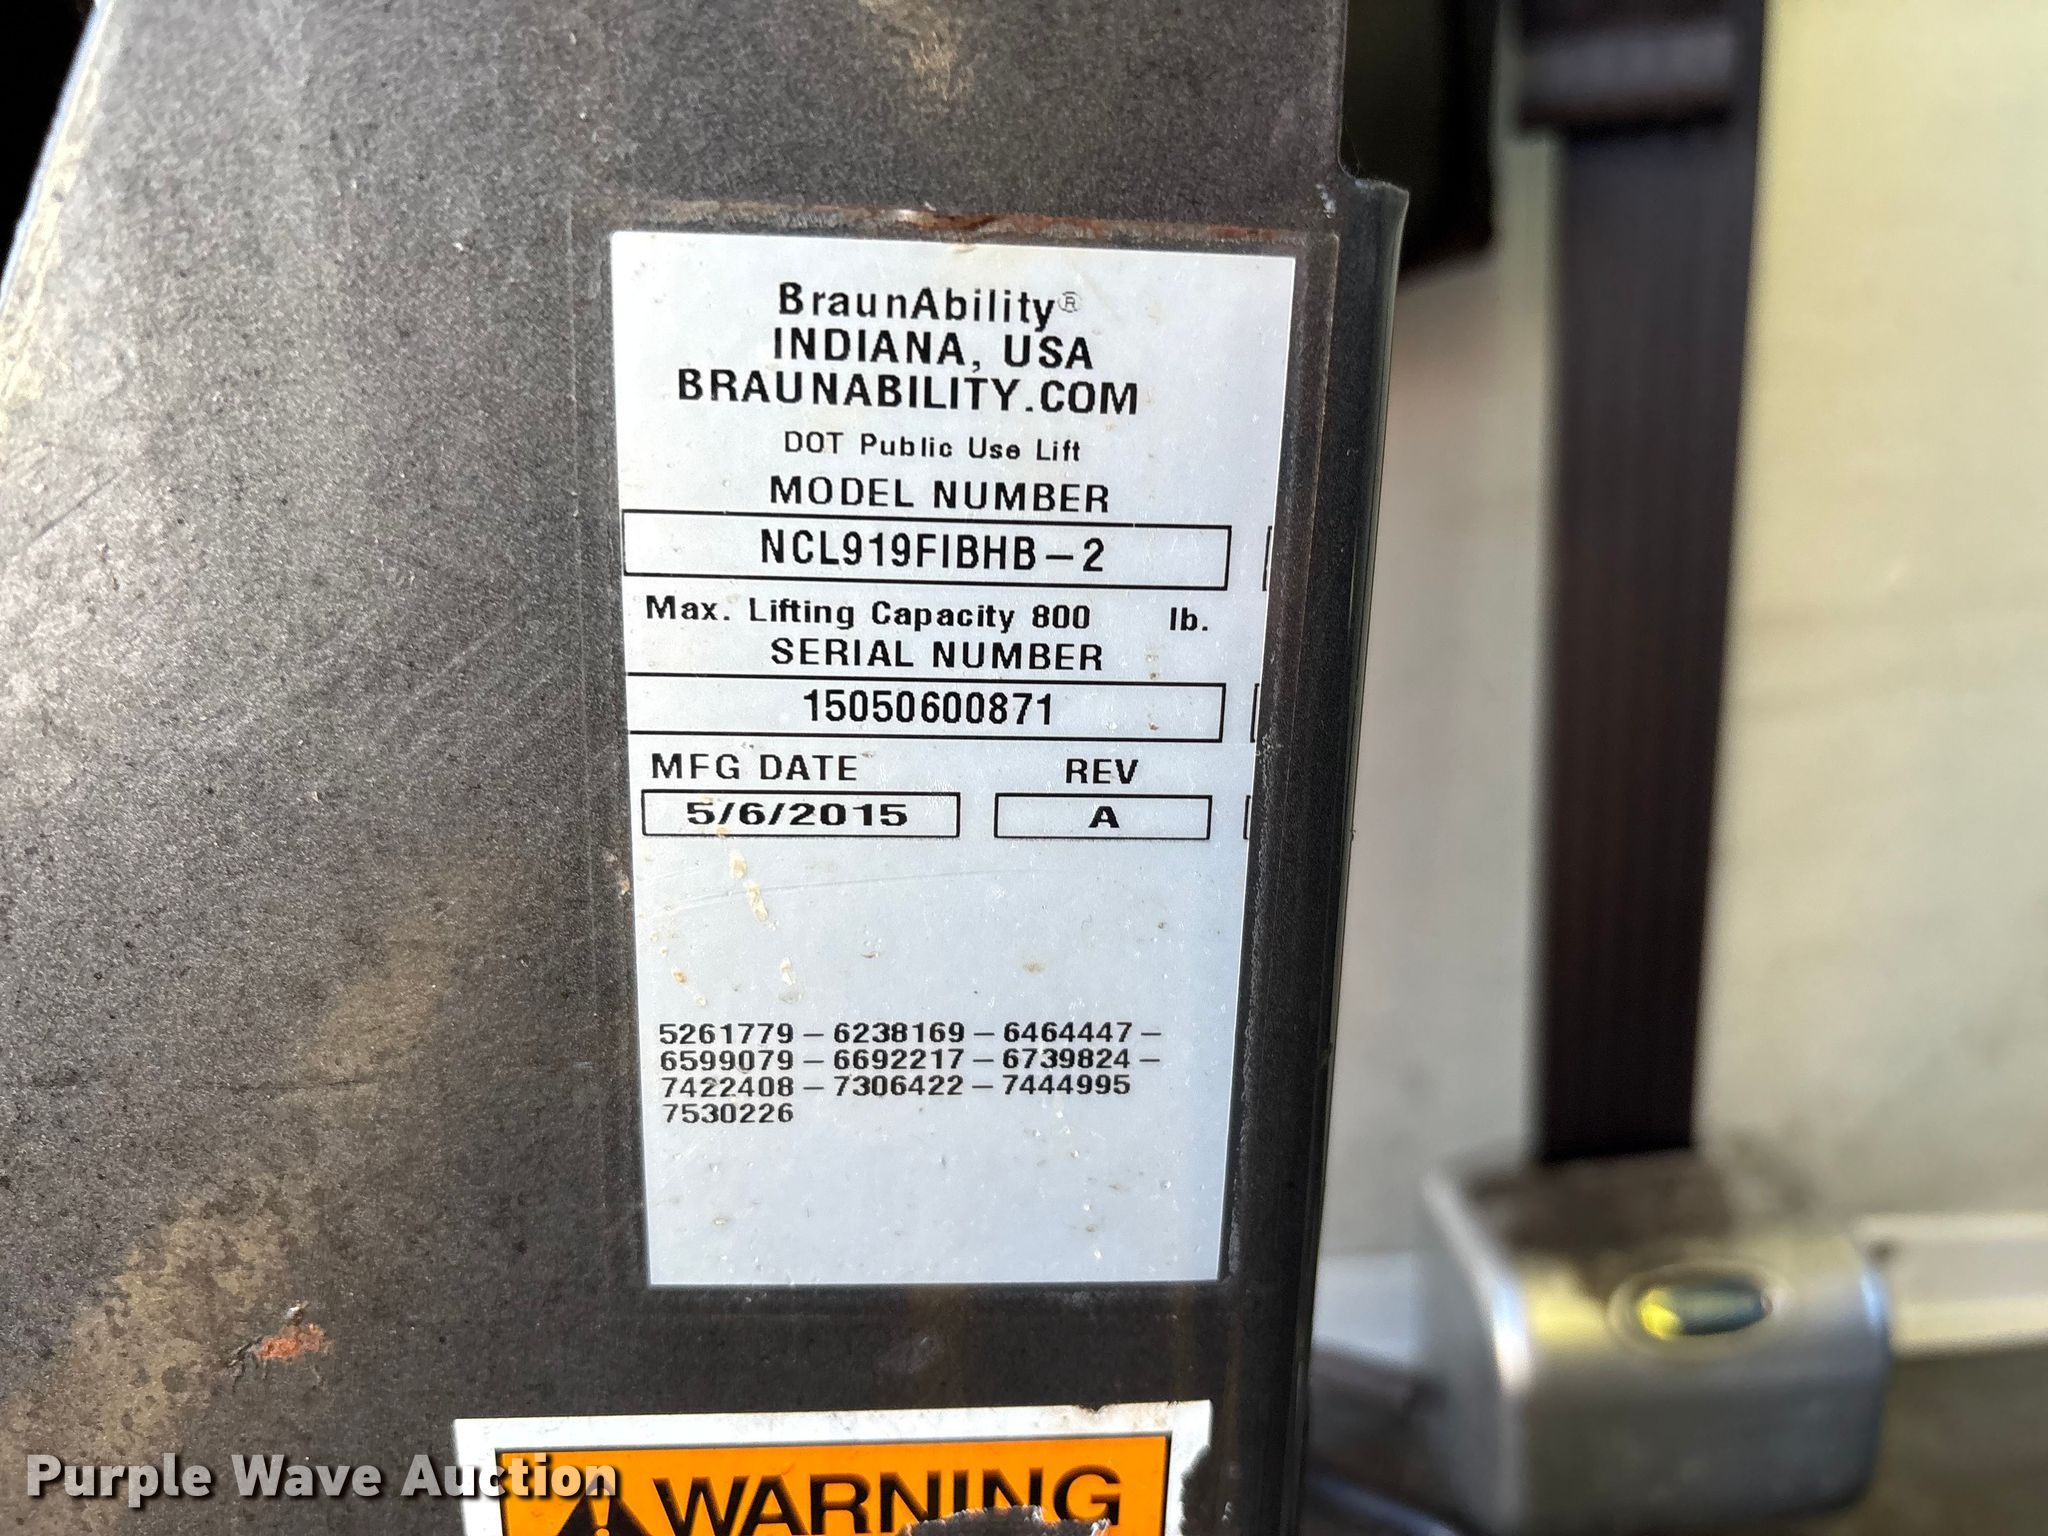 BraunAbility®
INDIANA, USA
BRAUNABILITY.COM
DOT Public Use Lift
MODEL NUMBER
NCL919FIBHB-2
Max. Lifting Capacity 800 lb.
SERIAL NUMBER
15050600871
MFG DATE REV
5/6/2015 A
5261779-6238169-6464447-
6599079-6692217-6739824-
7422408-7306422-7444995
7530226
WARNING
Purple Wave Auction